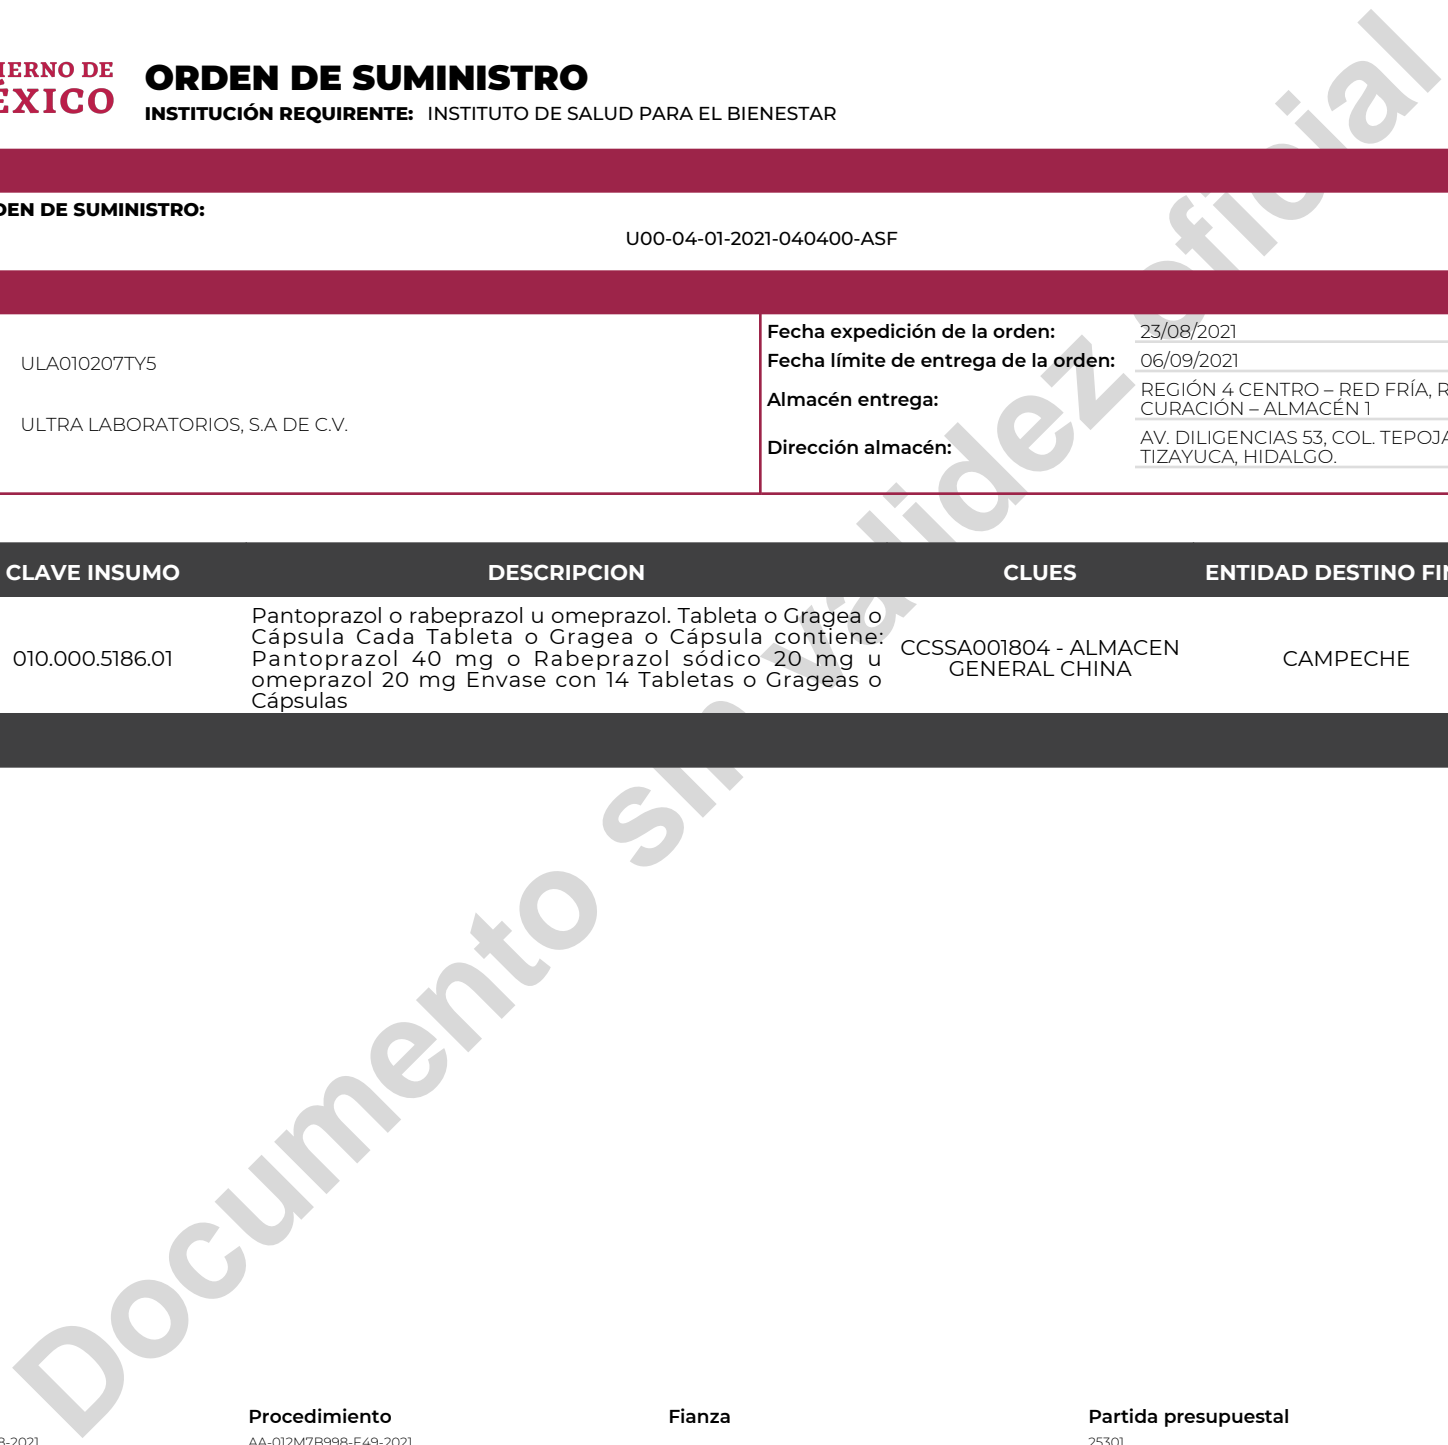 ORDEN DE SUMINISTRO
DE
INSTITUCIÓN REQUIRENTE: INSTITUTO DE SALUD PARA EL BIENESTAR
DE SUMINISTRO:
U00-04-01-2021-040400-ASF
ULA010207TY5
ULTRA LABORATORIOS, S.A DE C.V.
Fecha expedición de la orden: 23/08/2021
Fecha límite de entrega de la orden: 06/09/2021
Almacén entrega: REGIÓN 4 CENTRO – RED FRÍA,
CURACIÓN – ALMACÉN 1
Dirección almacén: AV. DILIGENCIAS 53, COL.
TIZAYUCA, HIDALGO.
CLAVE INSUMO DESCRIPCION CLUES ENTIDAD DESTINO
010.000.5186.01
Pantoprazol o rabeprazol u omeprazol. Tableta o Gragea o
Cápsula Cada Tableta o Gragea o Cápsula contiene:
Pantoprazol 40 mg o Rabeprazol sódico 20 mg u
omeprazol 20 mg Envase con 14 Tabletas o Grageas o
Cápsulas
CCSSA001804 - ALMACEN
GENERAL CHINA
CAMPECHE
Documento sin validez oficial
Procedimiento Fianza Partida presupuestal
AA-012M7B998-E49-2021 25301